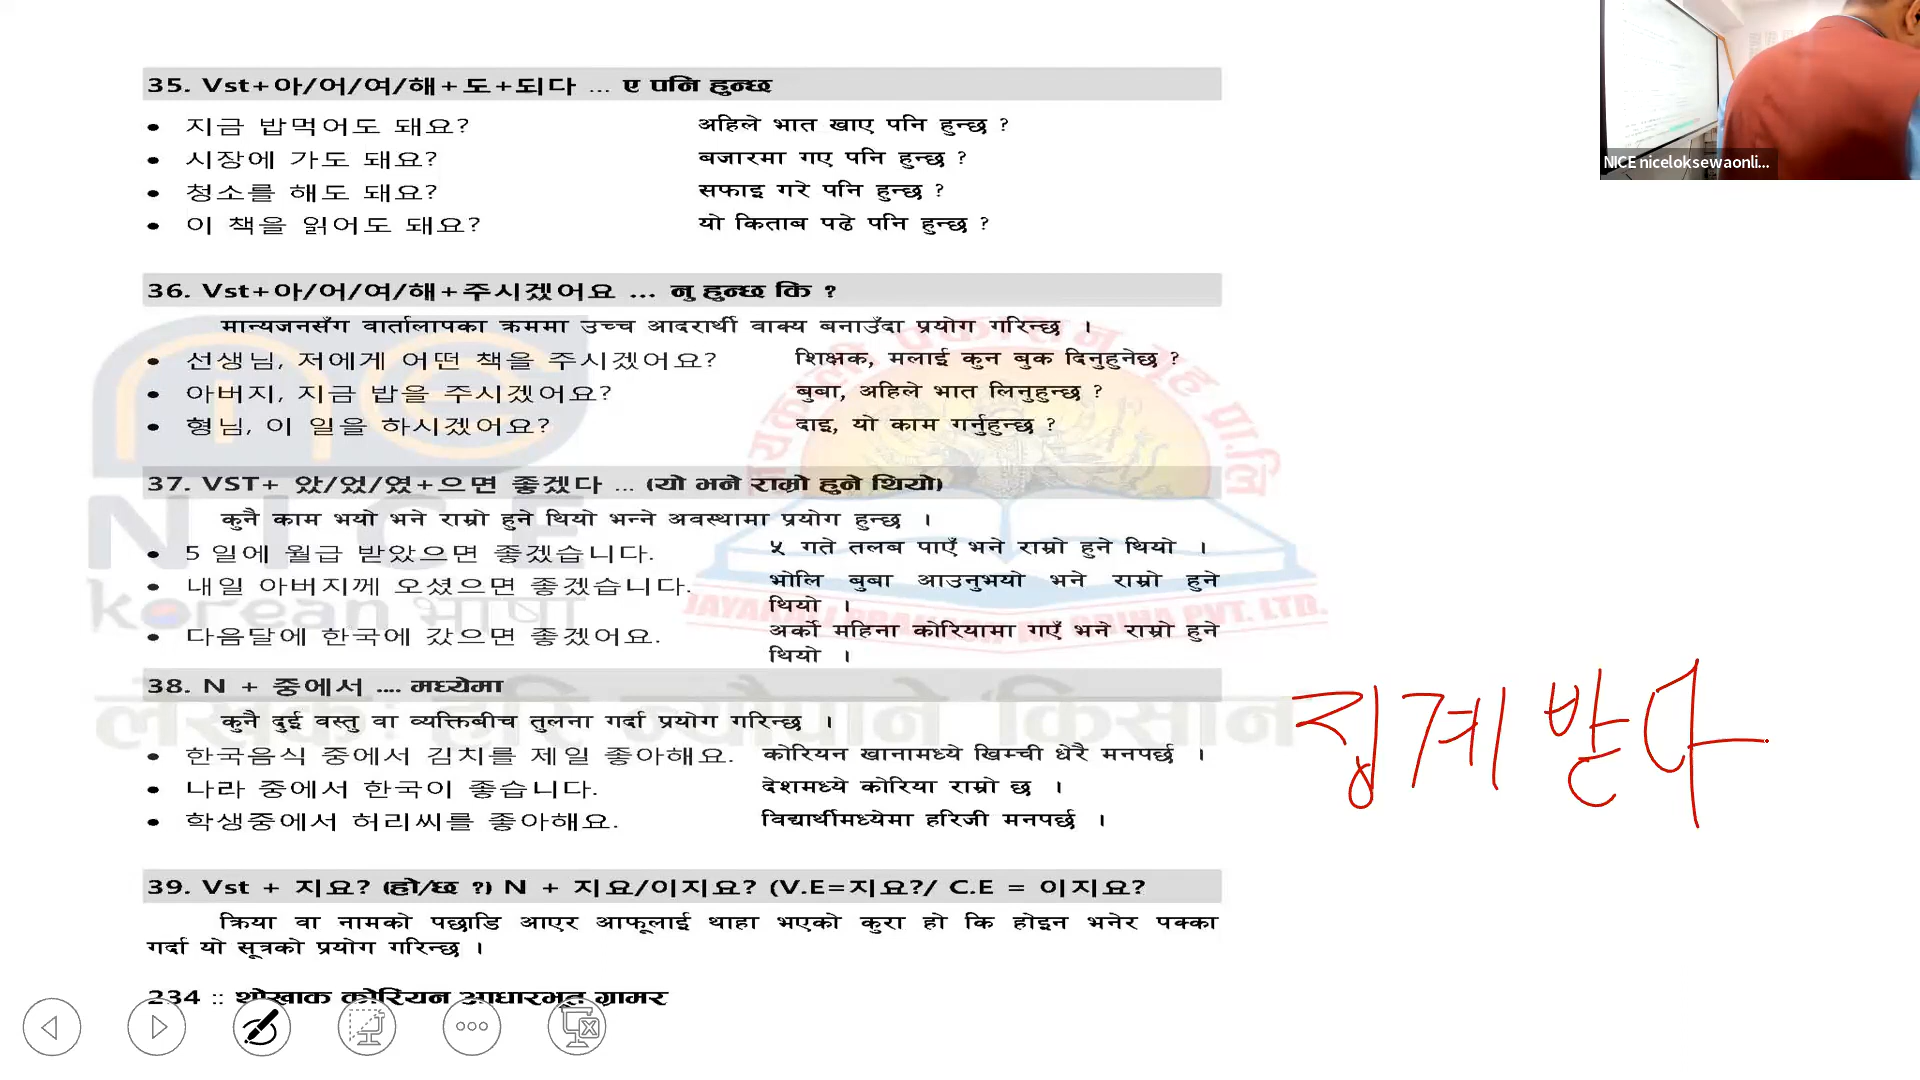 35. Vst+아/어/여/해+도+되다 ... ए पनि हुन्छ
• 지금 밥먹어도 돼요? अहिले भात खाए पनि हुन्छ ?
• 시장에 가도 돼요? बजारमा गए पनि हुन्छ ?
• 청소를 해도 돼요? सफाइ गरे पनि हुन्छ ?
• 이 책을 읽어도 돼요? यो किताब पढे पनि हुन्छ ?
36. Vst+아/어/여/해+주시겠어요 ... नु हुन्छ कि ?
मान्यजनसँग वार्तालापका क्रममा उच्च आदरार्थी वाक्य बनाउँदा प्रयोग गरिन्छ ।
• 선생님, 저에게 어떤 책을 주시겠어요? शिक्षक, मलाई कुन बुक दिनुहुनेछ ?
• 아버지, 지금 밥을 주시겠어요? बुबा, अहिले भात लिनुहुन्छ ?
• 형님, 이 일을 하시겠어요? दाइ, यो काम गर्नुहुन्छ ?
37. VST+ 았/었/였+으면 좋겠다 ... (यो भने राम्रो हुने थियो)
कुनै काम भयो भने राम्रो हुने थियो भन्ने अवस्थामा प्रयोग हुन्छ ।
• 5 일에 월급 받았으면 좋겠습니다. ५ गते तलब पाएँ भने राम्रो हुने थियो ।
• 내일 아버지께 오셨으면 좋겠습니다. भोलि बुबा आउनुभयो भने राम्रो हुने
थियो ।
• 다음달에 한국에 갔으면 좋겠어요. अर्को महिना कोरियामा गएँ भने राम्रो हुने
थियो ।
38. N + 중에서 .... मध्येमा
कुनै दुई वस्तु वा व्यक्तिबीच तुलना गर्दा प्रयोग गरिन्छ ।
• 한국음식 중에서 김치를 제일 좋아해요. कोरियन खानामध्ये खिम्ची धेरै मनपर्छ ।
• 나라 중에서 한국이 좋습니다. देशमध्ये कोरिया राम्रो छ ।
• 학생중에서 허리씨를 좋아해요. विद्यार्थीमध्येमा हरिजी मनपर्छ ।
39. Vst + 지요? (हो/छ ?) N + 지요/이지요? (V.E=지요?/ C.E = 이지요?
क्रिया वा नामको पछाडि आएर आफूलाई थाहा भएको कुरा हो कि होइन भनेर पक्का
गर्दा यो सूत्रको प्रयोग गरिन्छ ।
234 :: थोखाक कोरियन आधारभूत ग्रामर
징계 받다
NICE niceloksewaonli...
NICE
korean भाषा
लेखक: हरि न्यौपाने 'किसान'